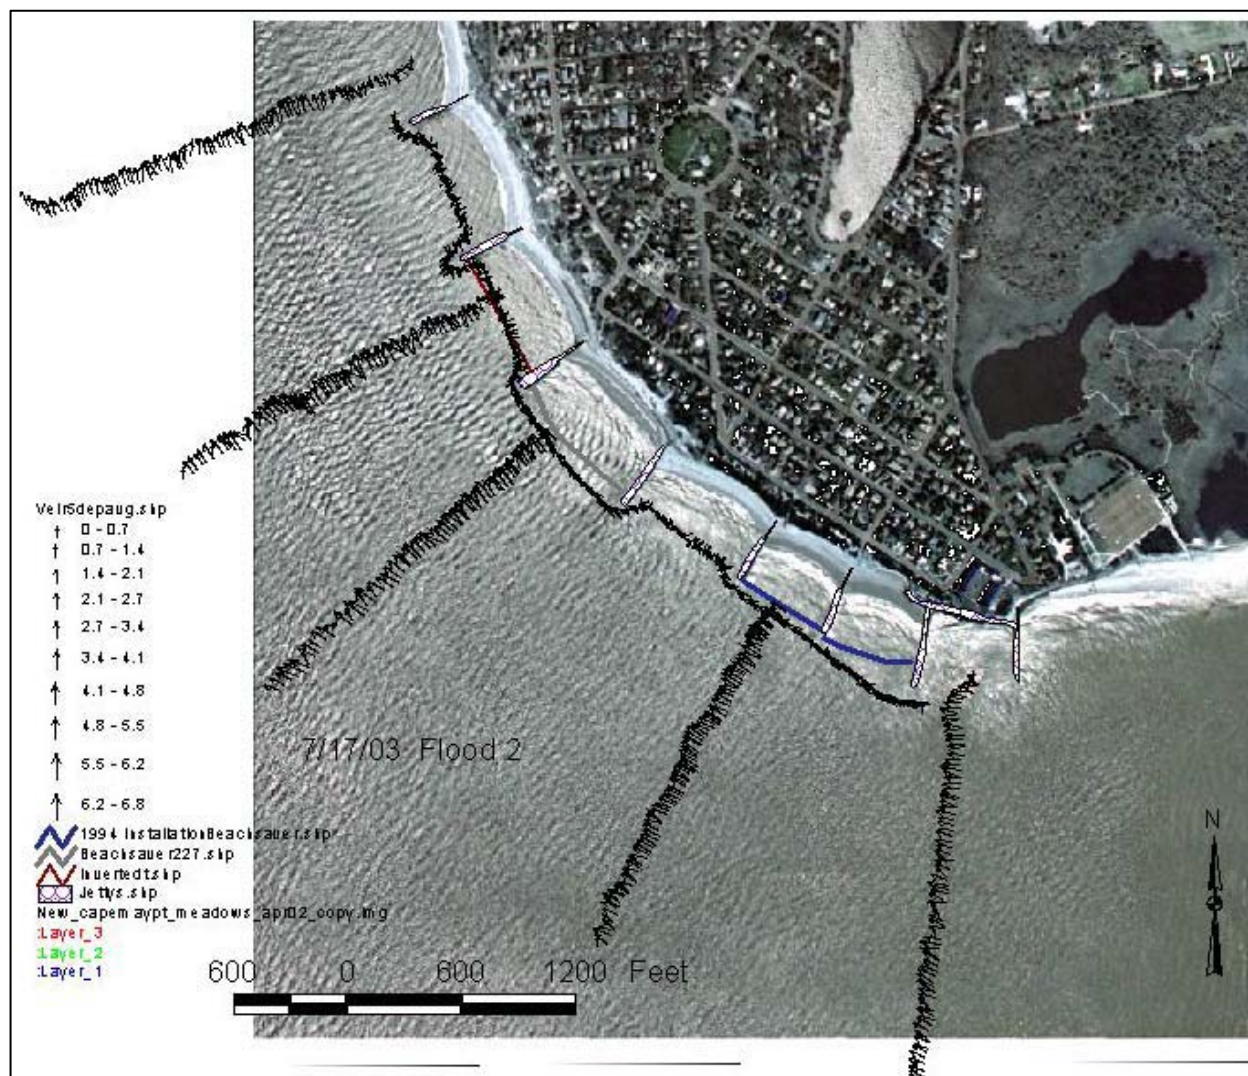 Velr5depaug.shp
0 - 0.7
0.7 - 1.4
1.4 - 2.1
2.1 - 2.7
2.7 - 3.4
3.4 - 4.1
4.1 - 4.8
4.8 - 5.5
5.5 - 6.2
6.2 - 6.8
1994 InstallationBeachsauer.shp
Beachsauer227.shp
Invertedt.shp
Jettys.shp
New_capemaypt_meadows_apr02_copy.img
:Layer_3
:Layer_2
:Layer_1
7/17/03 Flood 2
600 0 600 1200 Feet
N